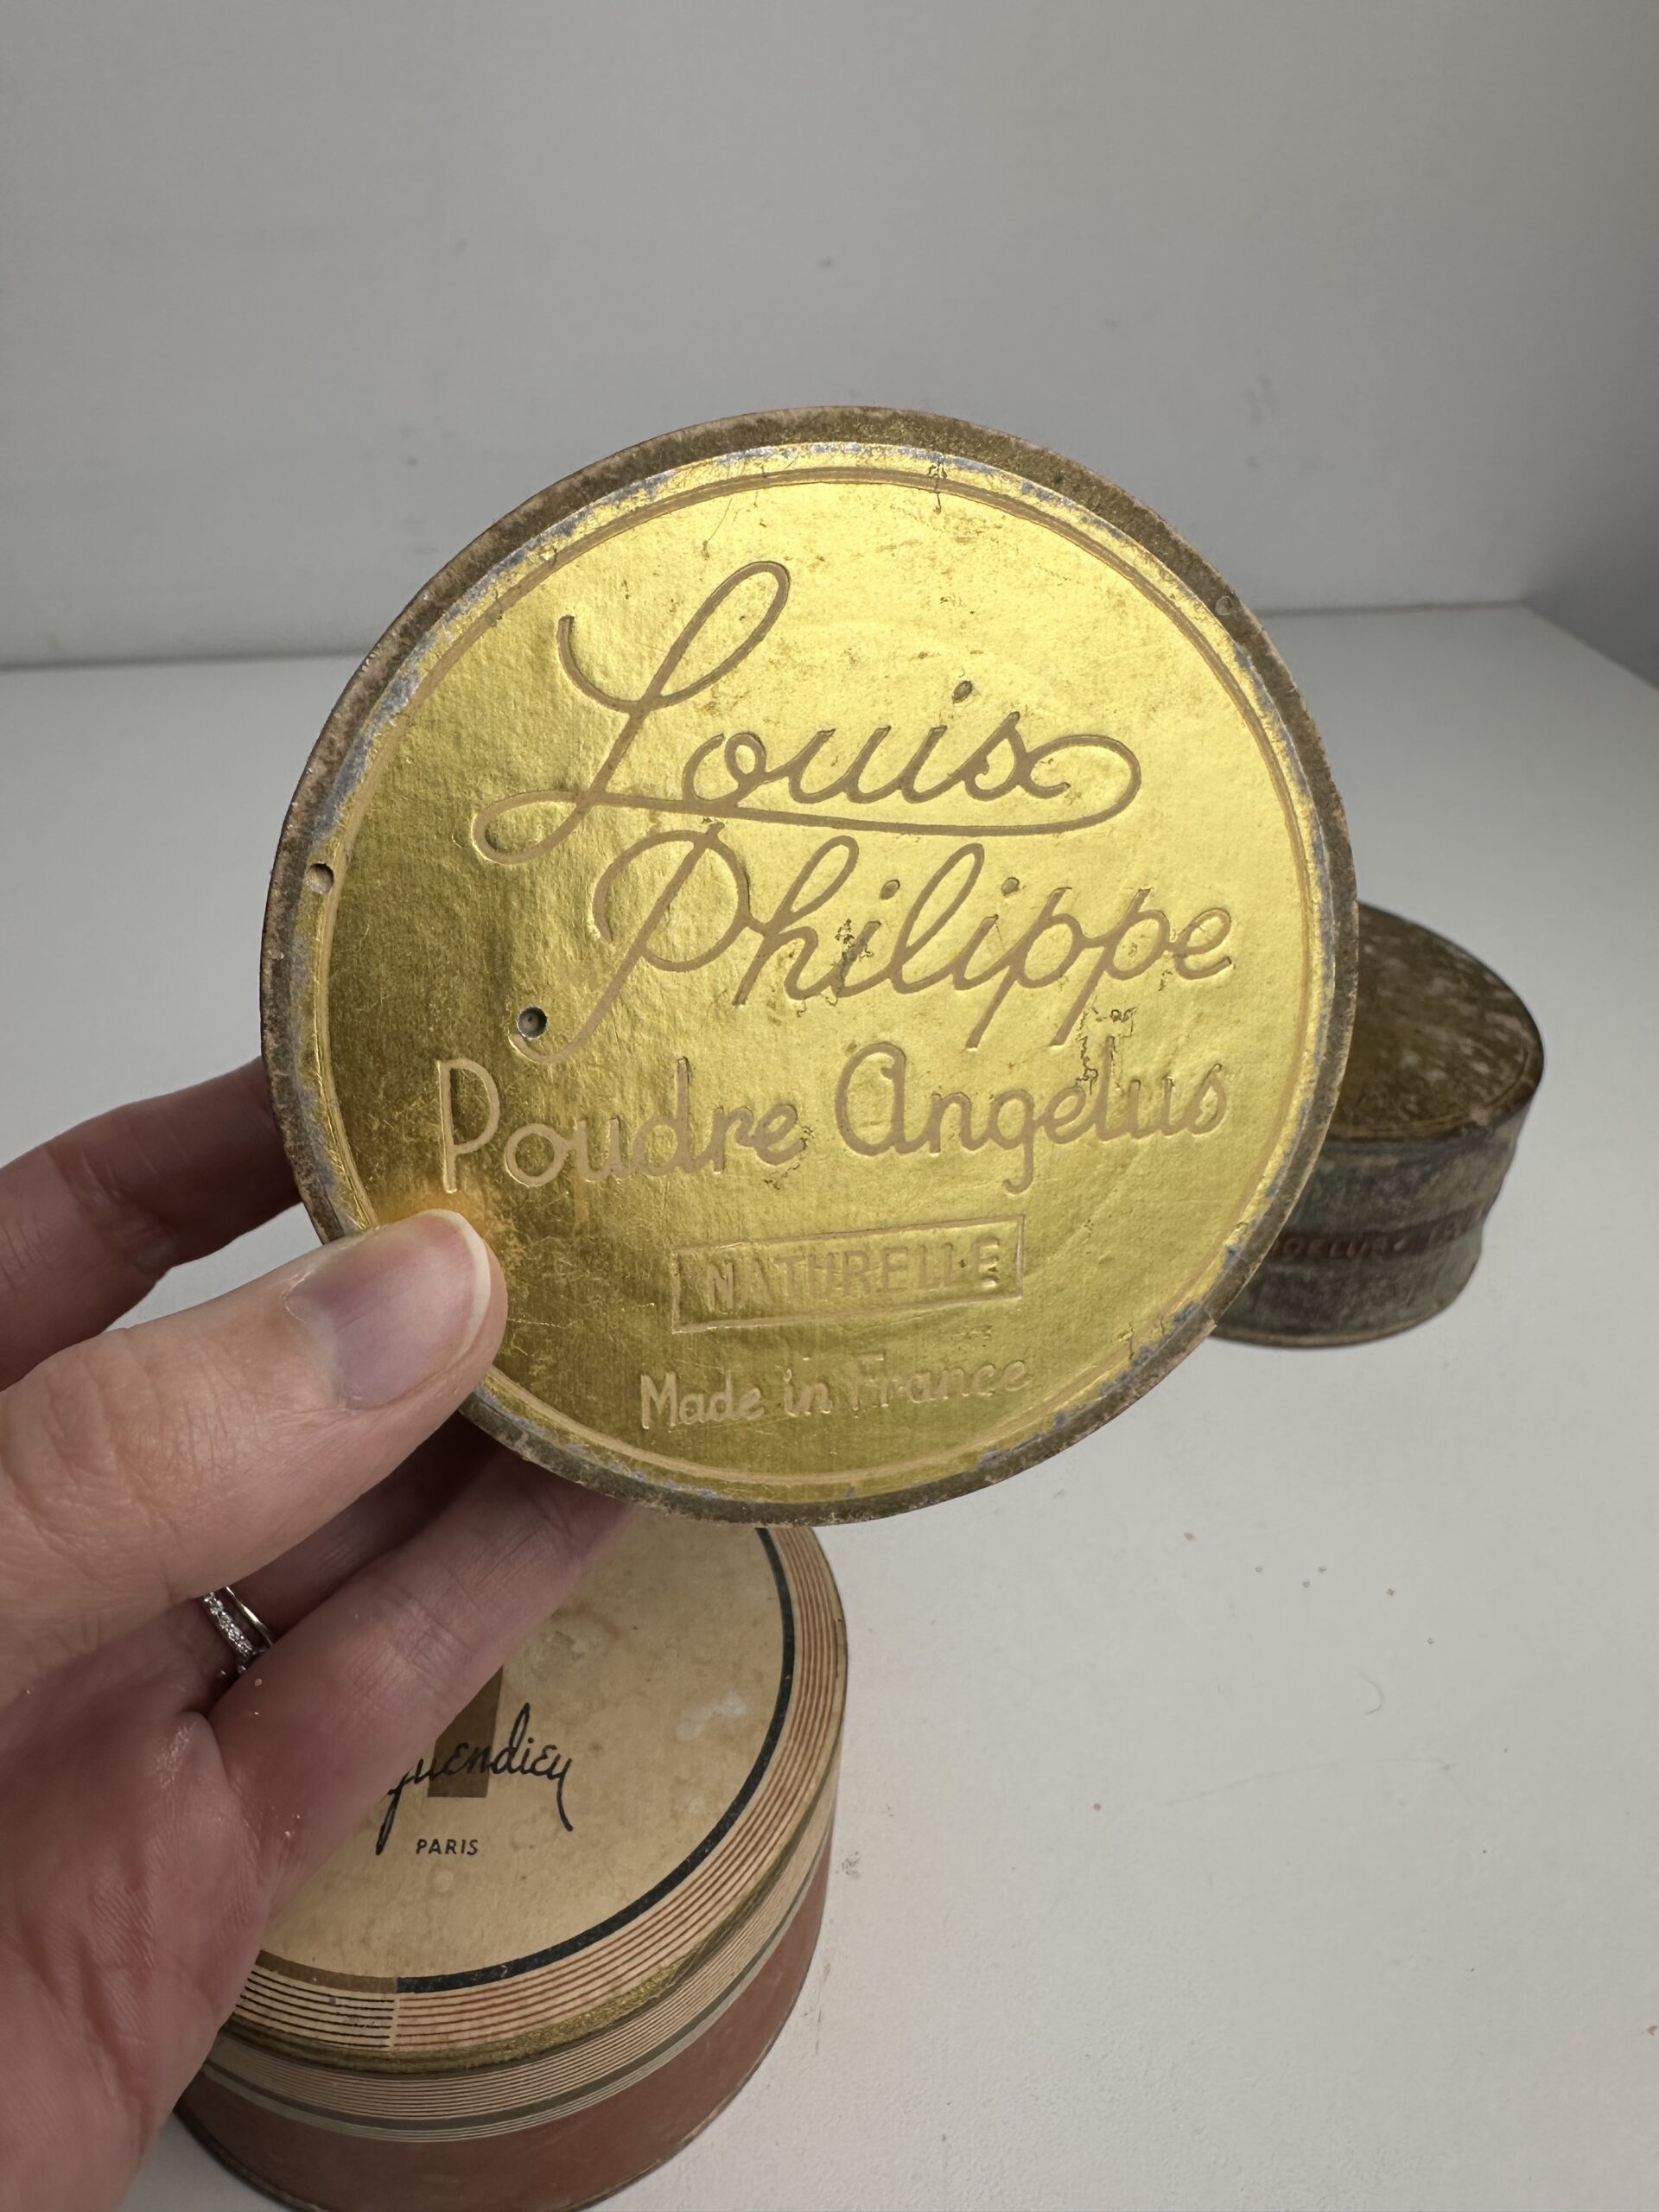 Louis
Philippe
Poudre Angelus
NATURELLE
Made in France
PARIS